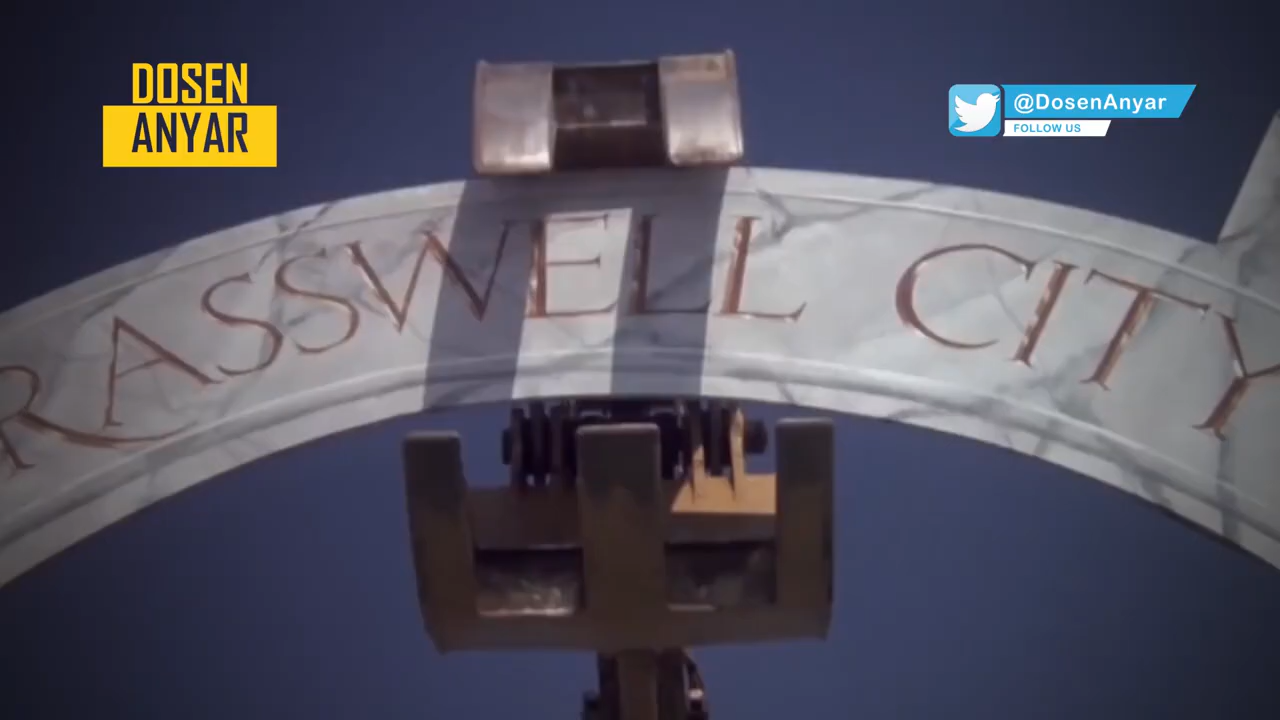 DOSEN
ANYAR
@DosenAnyar
FOLLOW US
RASSWELL CITY